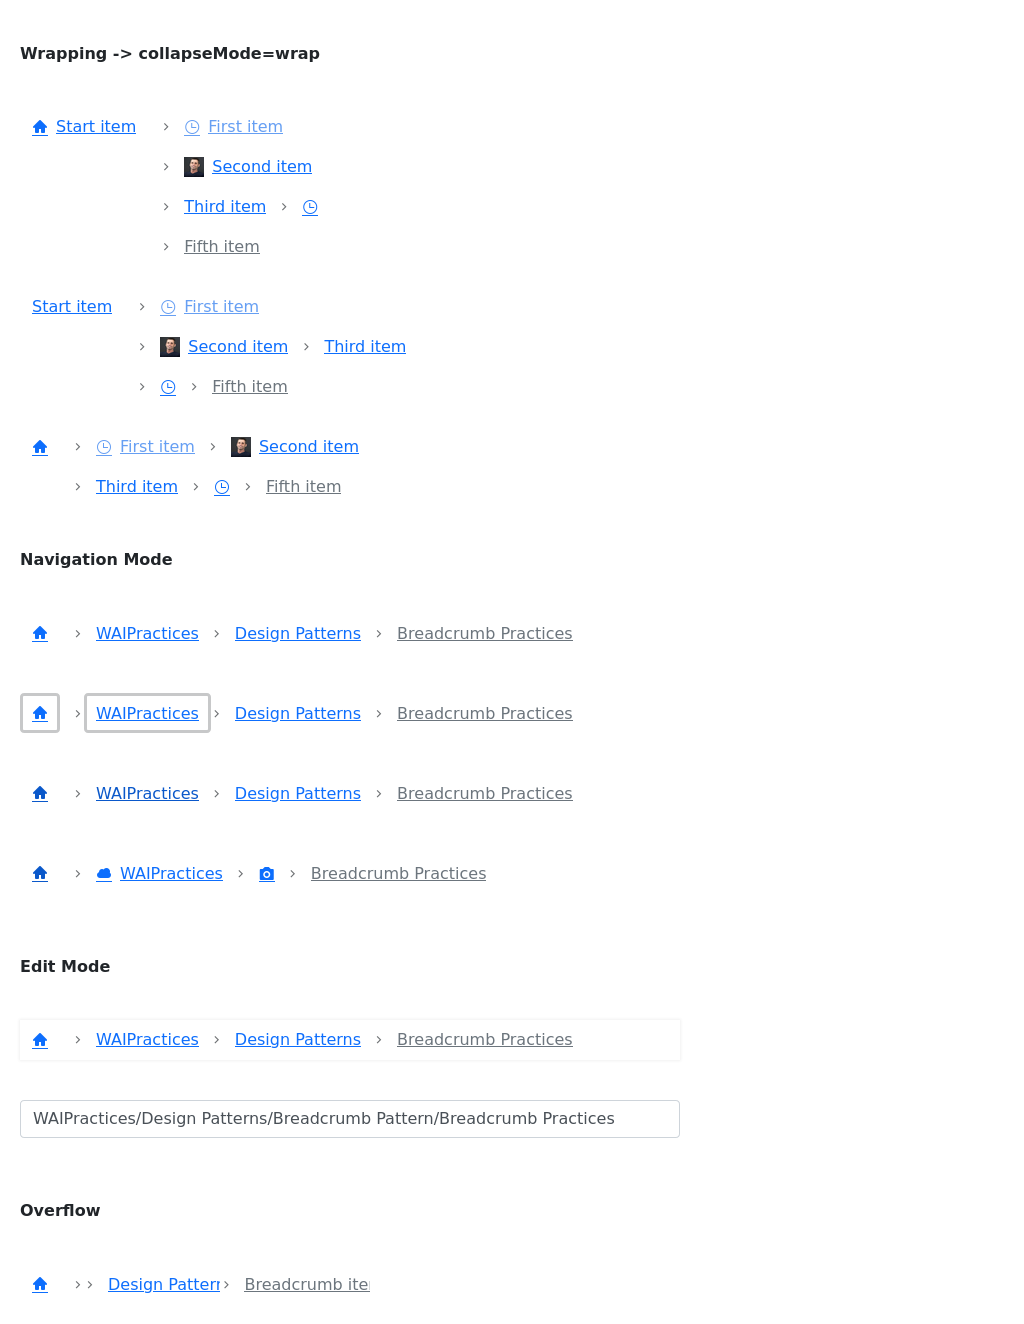 Wrapping -> collapseMode=wrap
Start item > First item
> Second item
> Third item >
> Fifth item
Start item > First item
> Second item > Third item
> > Fifth item
> First item > Second item
> Third item > > Fifth item
Navigation Mode
> WAIPractices > Design Patterns > Breadcrumb Practices
> WAIPractices > Design Patterns > Breadcrumb Practices
> WAIPractices > Design Patterns > Breadcrumb Practices
> WAIPractices > > Breadcrumb Practices
Edit Mode
> WAIPractices > Design Patterns > Breadcrumb Practices
WAIPractices/Design Patterns/Breadcrumb Pattern/Breadcrumb Practices
Overflow
> > Design Pattern > Breadcrumb ite